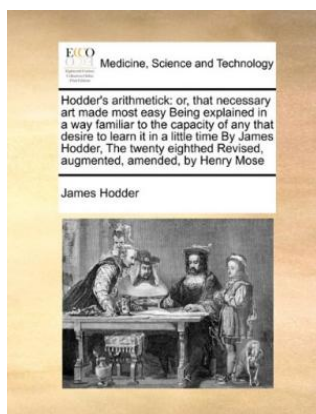 ECCO
Medicine, Science and Technology
Hodder's arithmetick: or, that necessary
art made most easy Being explained in
a way familiar to the capacity of any that
desire to learn it in a little time By James
Hodder, The twenty eighthed Revised,
augmented, amended, by Henry Mose
James Hodder